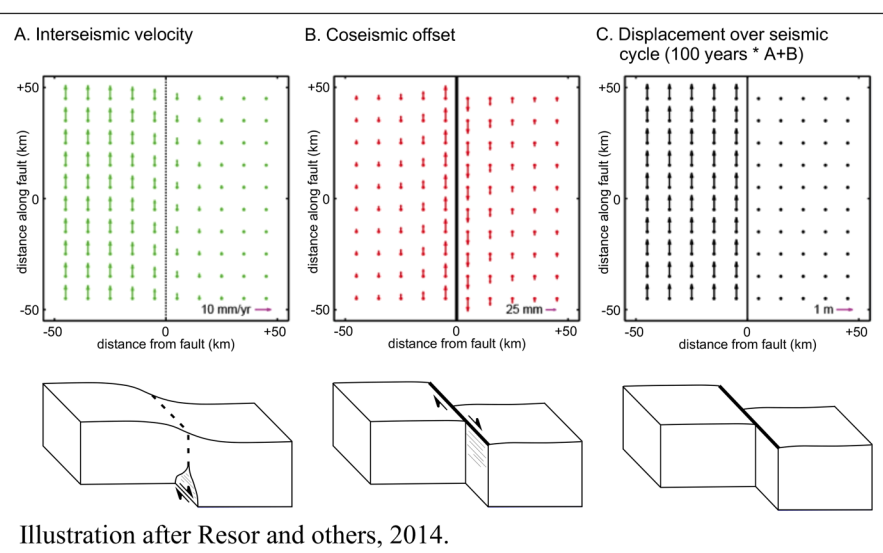 A. Interseismic velocity
B. Coseismic offset
C. Displacement over seismic
cycle (100 years * A+B)
distance along fault (km)
+50
0
-50
10 mm/yr
-50
0
+50
distance from fault (km)
distance along fault (km)
+50
0
-50
25 mm
-50
0
+50
distance from fault (km)
distance along fault (km)
+50
0
-50
1 m
-50
0
+50
distance from fault (km)
Illustration after Resor and others, 2014.